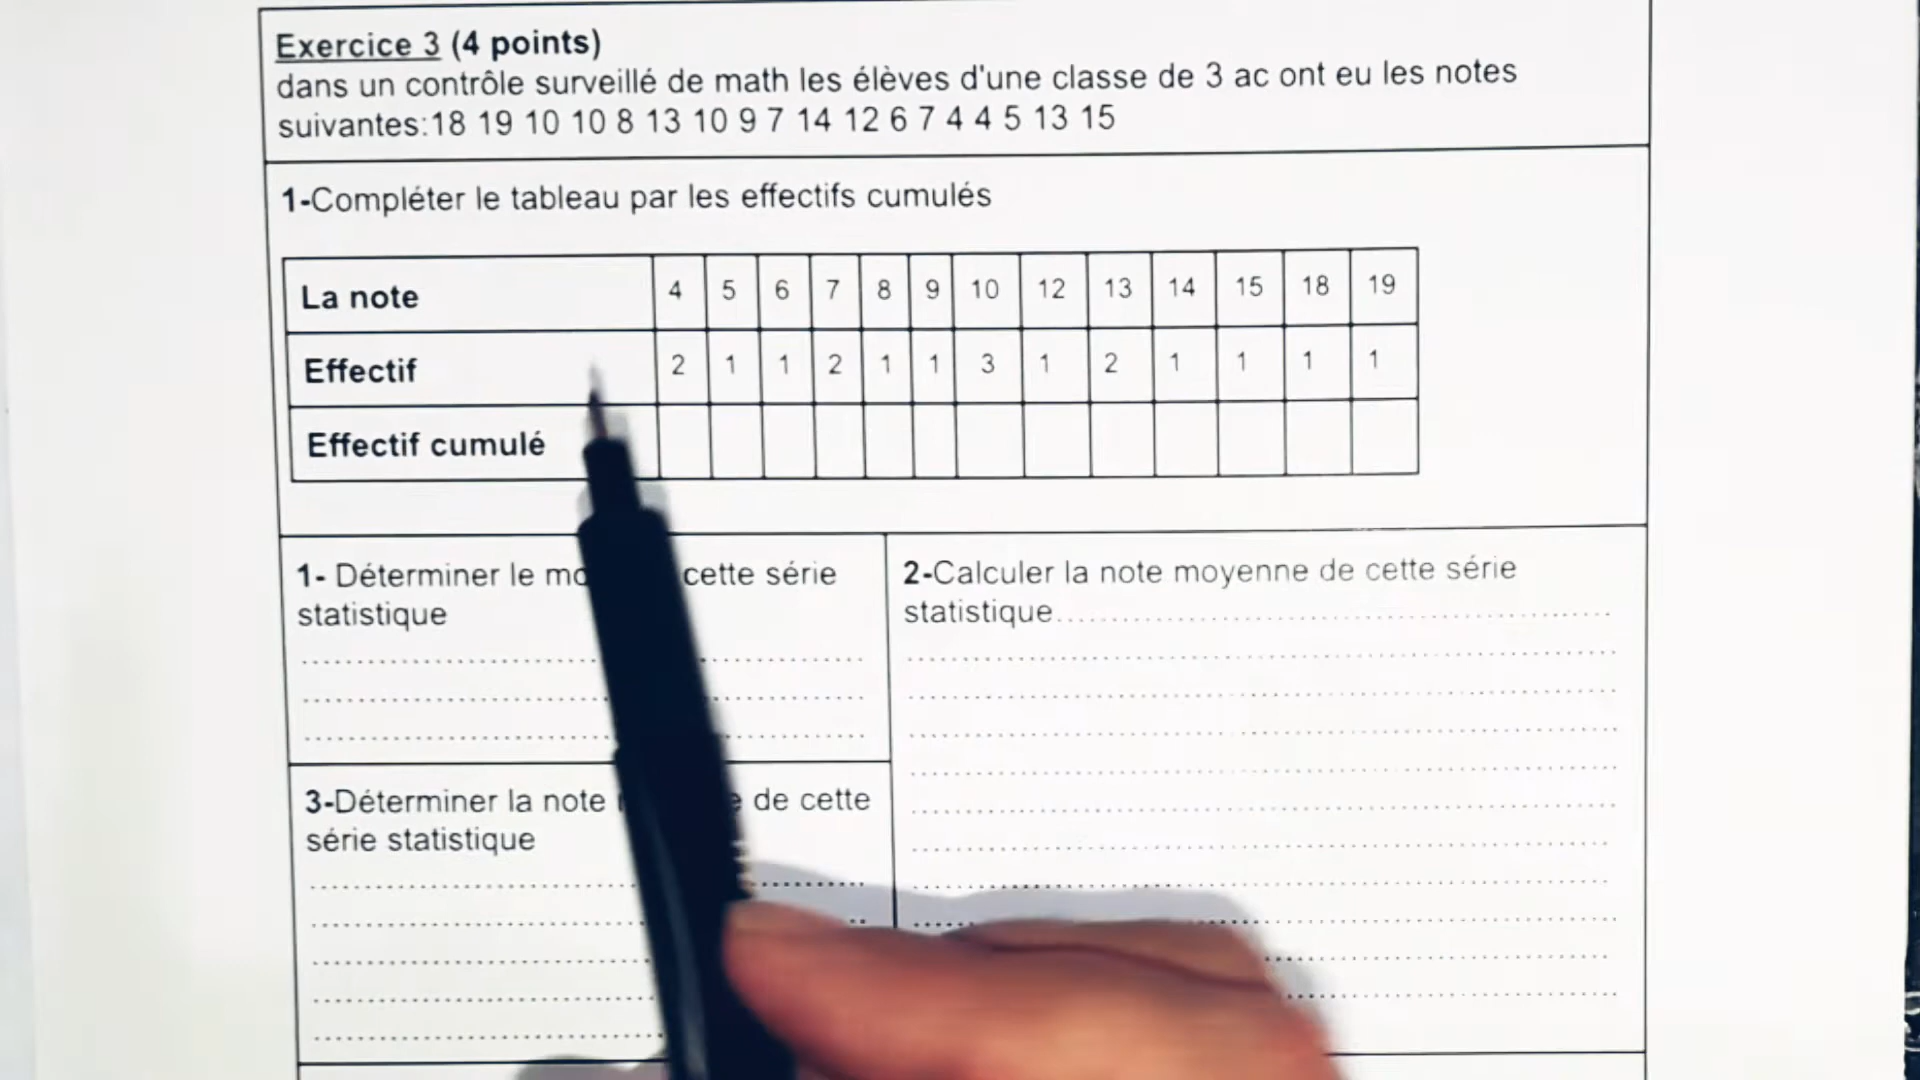 Exercice 3 (4 points)
dans un contrôle surveillé de math les élèves d'une classe de 3 ac ont eu les notes
suivantes:18 19 10 10 8 13 10 9 7 14 12 6 7 4 4 5 13 15
1-Compléter le tableau par les effectifs cumulés
La note 4 5 6 7 8 9 10 12 13 14 15 18 19
Effectif 2 1 1 2 1 1 3 1 2 1 1 1 1
Effectif cumulé
1- Déterminer le cette série
statistique
2-Calculer la note moyenne de cette série
statistique
3-Déterminer la note de cette
série statistique